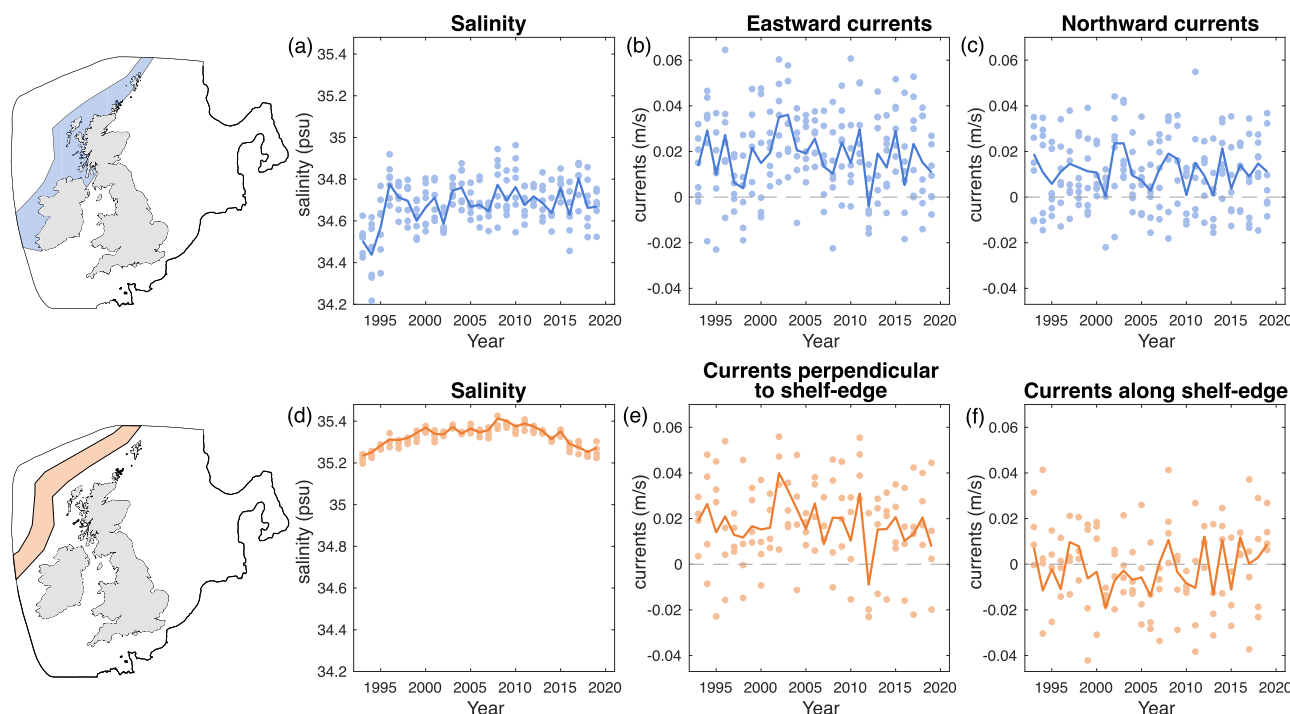 Salinity
Eastward currents
Northward currents
(a)
(b)
(c)
salinity (psu)
35.4
35.2
35
34.8
34.6
34.4
34.2
1995 2000 2005 2010 2015 2020
Year
currents (m/s)
0.06
0.04
0.02
0
-0.02
-0.04
1995 2000 2005 2010 2015 2020
Year
currents (m/s)
0.06
0.04
0.02
0
-0.02
-0.04
1995 2000 2005 2010 2015 2020
Year
Salinity
Currents perpendicular
to shelf-edge
Currents along shelf-edge
(d)
(e)
(f)
salinity (psu)
35.4
35.2
35
34.8
34.6
34.4
34.2
1995 2000 2005 2010 2015 2020
Year
currents (m/s)
0.06
0.04
0.02
0
-0.02
-0.04
1995 2000 2005 2010 2015 2020
Year
currents (m/s)
0.06
0.04
0.02
0
-0.02
-0.04
1995 2000 2005 2010 2015 2020
Year